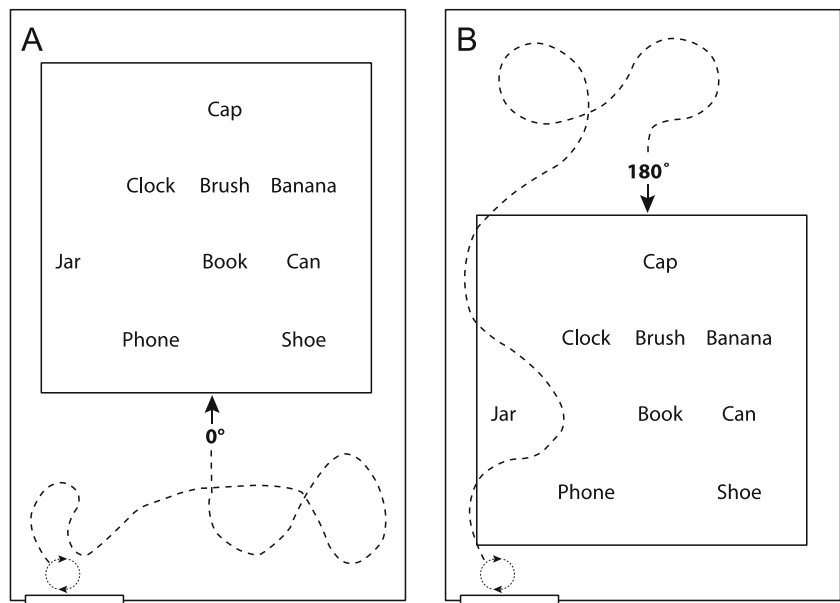 A
Cap
Clock Brush Banana
Jar Book Can
Phone Shoe
0°
B
180°
Cap
Clock Brush Banana
Jar Book Can
Phone Shoe